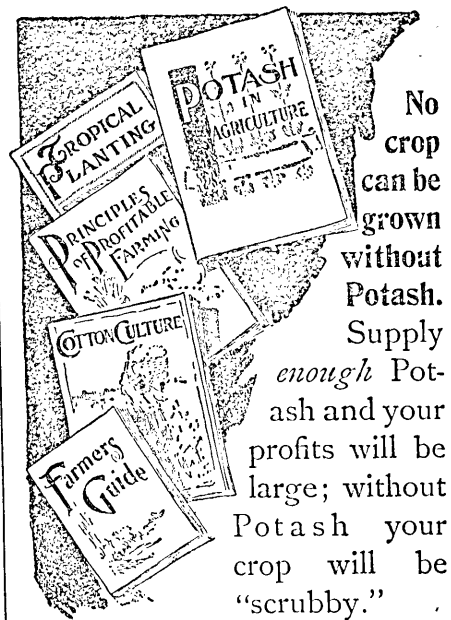 POTASH
IN
AGRICULTURE
TROPICAL
PLANTING
PRINCIPLES
OF PROFITABLE
FARMING
COTTON CULTURE
Farmers
Guide
No
crop
can be
grown
without
Potash.
Supply
enough Pot-
ash and your
profits will be
large; without
Potash your
crop will be
"scrubby."